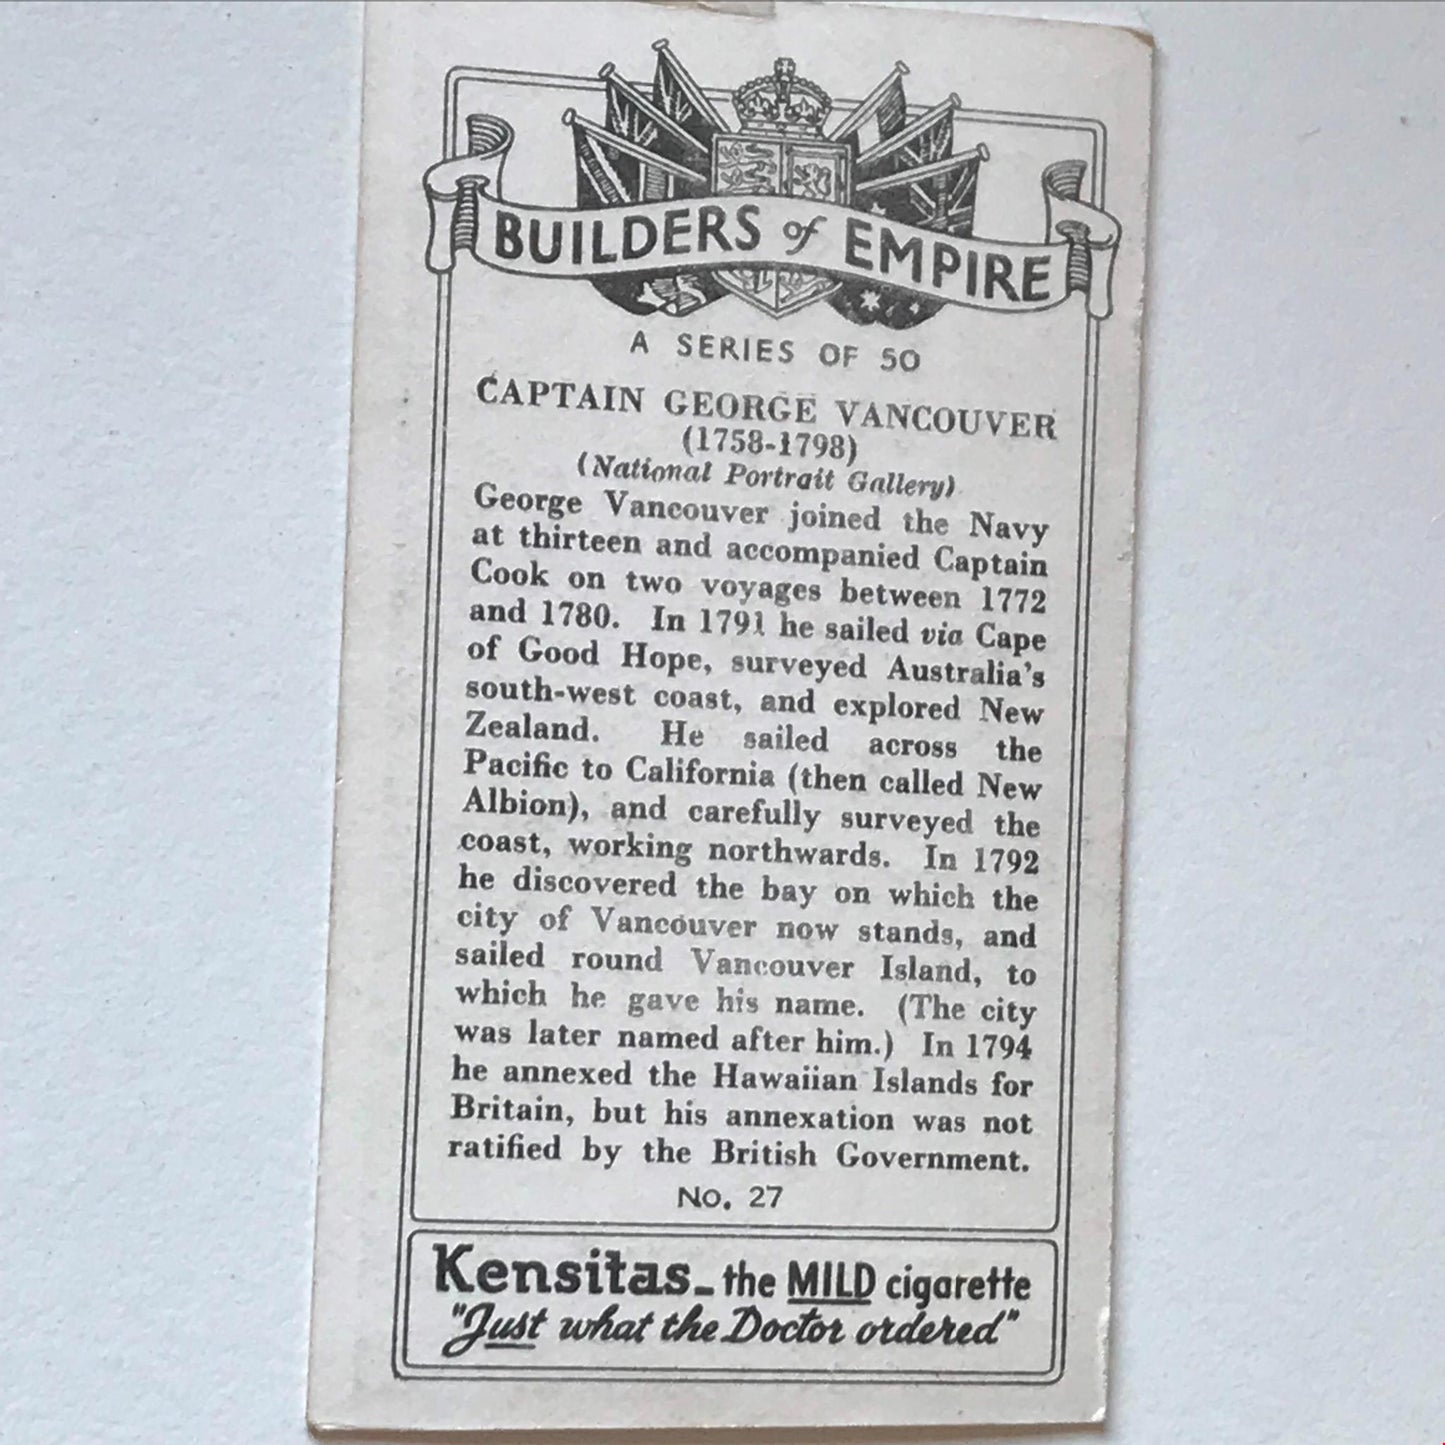 BUILDERS of EMPIRE
A SERIES OF 50
CAPTAIN GEORGE VANCOUVER
(1758-1798)
(National Portrait Gallery)
George Vancouver joined the Navy
at thirteen and accompanied Captain
Cook on two voyages between 1772
and 1780. In 1791 he sailed via Cape
of Good Hope, surveyed Australia's
south-west coast, and explored New
Zealand. He sailed across the
Pacific to California (then called New
Albion), and carefully surveyed the
coast, working northwards. In 1792
he discovered the bay on which the
city of Vancouver now stands, and
sailed round Vancouver Island, to
which he gave his name. (The city
was later named after him.) In 1794
he annexed the Hawaiian Islands for
Britain, but his annexation was not
ratified by the British Government.
No. 27
Kensitas - the MILD cigarette
"Just what the Doctor ordered"